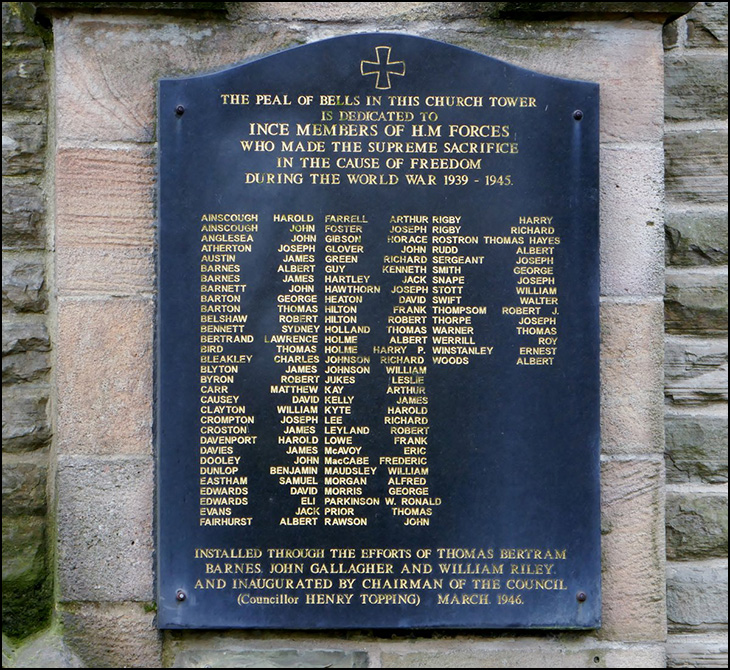 THE PEAL OF BELLS IN THIS CHURCH TOWER
IS DEDICATED TO
INCE MEMBERS OF H.M FORCES
WHO MADE THE SUPREME SACRIFICE
IN THE CAUSE OF FREEDOM
DURING THE WORLD WAR 1939 - 1945.
AINSCOUGH HAROLD FARRELL ARTHUR RIGBY HARRY
AINSCOUGH JOHN FOSTER JOSEPH RIGBY RICHARD
ANGLESEA JOHN GIBSON HORACE ROSTRON THOMAS HAYES
ATHERTON JOSEPH GLOVER JOHN RUDD ALBERT
AUSTIN JAMES GREEN RICHARD SERGEANT JOSEPH
BARNES ALBERT GUY KENNETH SMITH GEORGE
BARNES JAMES HARTLEY JACK SNAPE JOSEPH
BARNETT JOHN HAWTHORN JOSEPH STOTT WILLIAM
BARTON GEORGE HEATON DAVID SWIFT WALTER
BARTON THOMAS HILTON FRANK THOMPSOM ROBERT J.
BELSHAW ROBERT HILTON ROBERT THORPE JOSEPH
BENNETT SYDNEY HOLLAND THOMAS WARNER THOMAS
BERTRAND LAWRENCE HOLME ALBERT WERRILL ROY
BIRD THOMAS HOLME HARRY P. WINSTANLEY ERNEST
BLEAKLEY CHARLES JOHNSON RICHARD WOODS ALBERT
BLYTON JAMES JOHNSON WILLIAM
BYRON ROBERT JUKES LESLIE
CARR MATTHEW KAY ARTHUR
CAUSEY DAVID KELLY JAMES
CLAYTON WILLIAM KYTE HAROLD
CROMPTON JOSEPH LEE RICHARD
CROSTON JAMES LEYLAND ROBERT
DAVENPORT HAROLD LOWE FRANK
DAVIES JAMES McAVOY ERIC
DOOLEY JOHN MacCABE FREDERIC
DUNLOP BENJAMIN MAUDSLEY WILLIAM
EASTHAM SAMUEL MORGAN ALFRED
EDWARDS DAVID MORRIS GEORGE
EDWARDS ELI PARKINSON W. RONALD
EVANS JACK PRIOR THOMAS
FAIRHURST ALBERT RAWSON JOHN
INSTALLED THROUGH THE EFFORTS OF THOMAS BERTRAM
BARNES. JOHN GALLAGHER AND WILLIAM RILEY.
AND INAUGURATED BY CHAIRMAN OF THE COUNCIL
(Councillor HENRY TOPPING) MARCH. 1946.